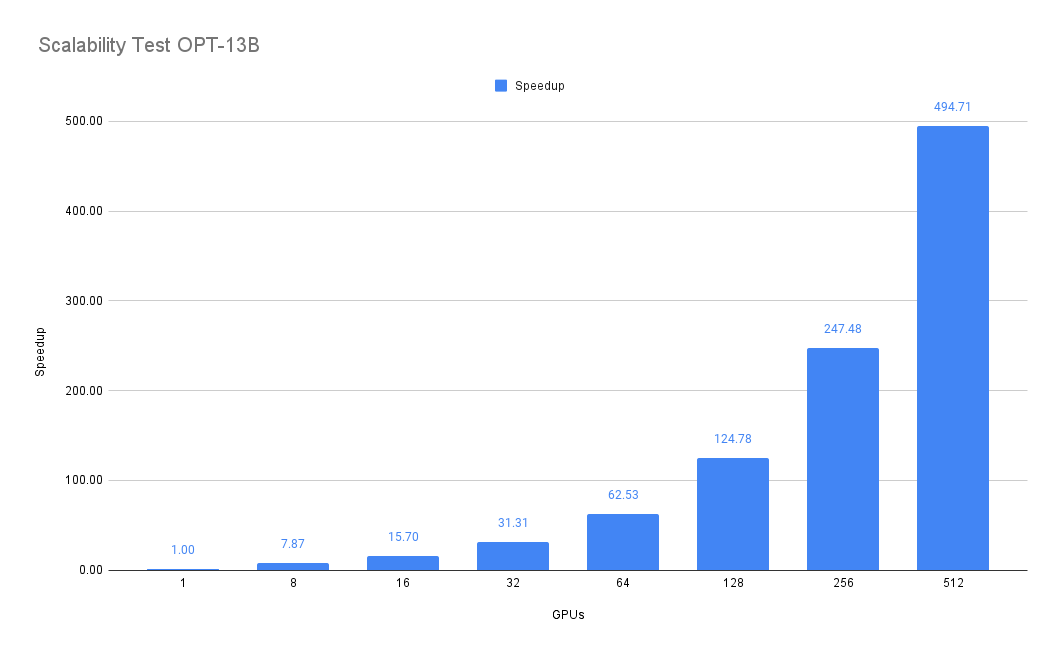 Scalability Test OPT-13B
Speedup
494.71
500.00
400.00
247.48
300.00
Speedup
200.00
124.78
100.00
62.53
31.31
15.70
7.87
1.00
0.00
1 8 16 32 64 128 256 512
GPUs